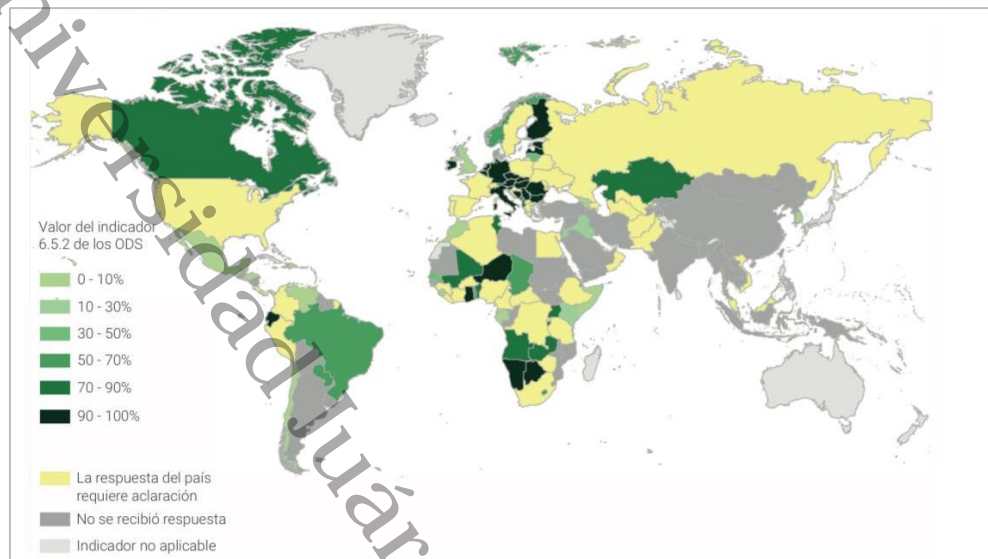 niversidad Juár
Valor del indicador
6.5.2 de los ODS
0 - 10%
10 - 30%
30 - 50%
50 - 70%
70 - 90%
90 - 100%
La respuesta del país
requiere aclaración
No se recibió respuesta
Indicador no aplicable